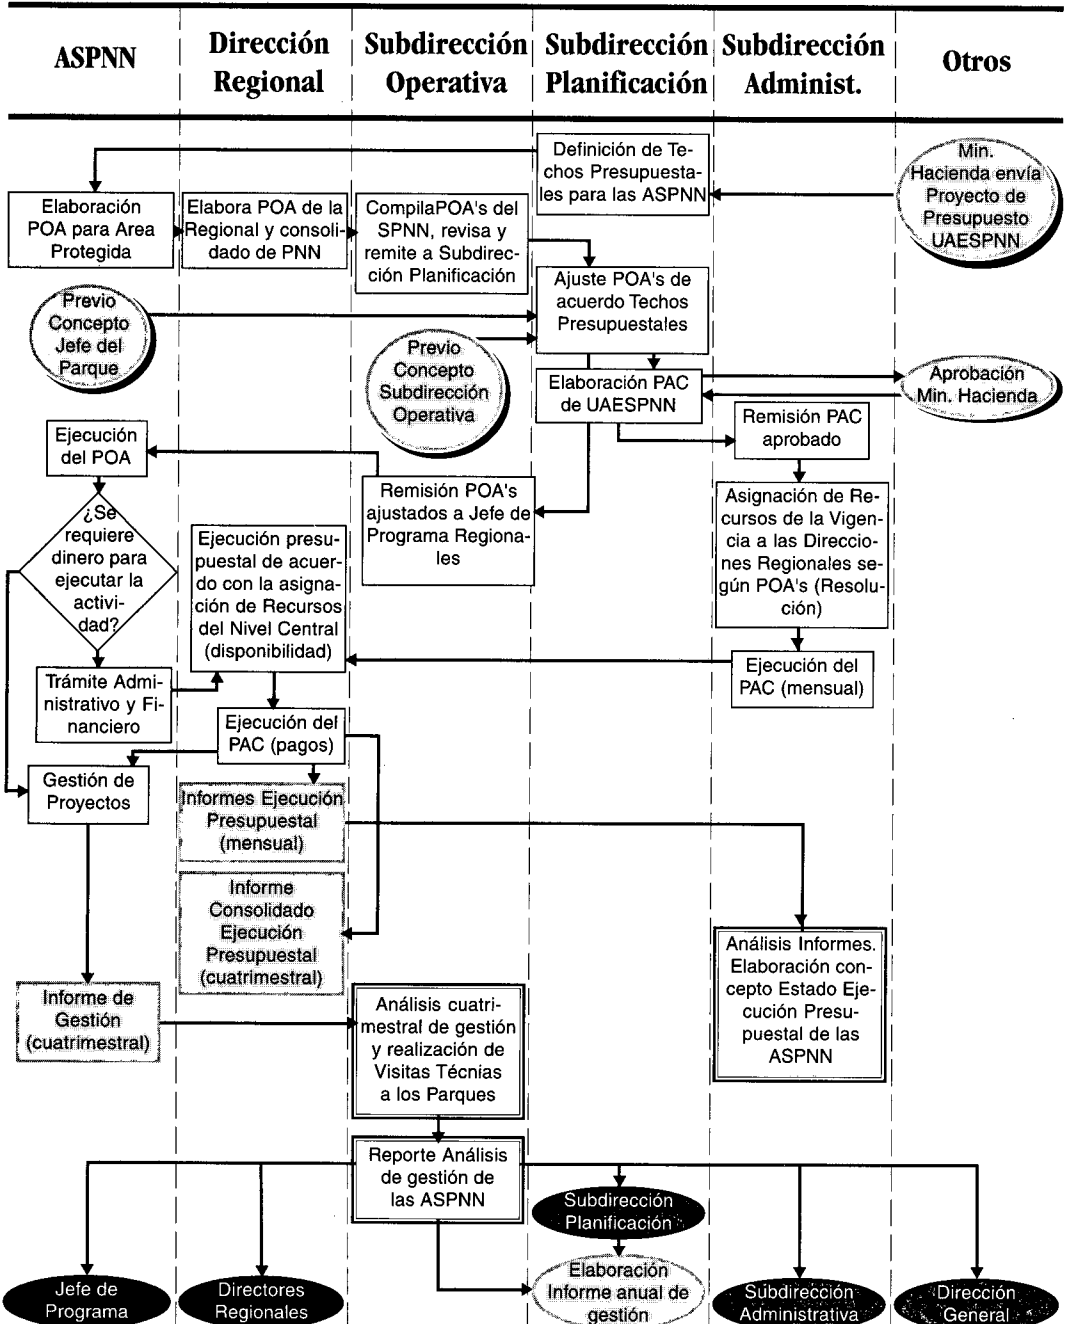 ASPNN
Dirección
Regional
Subdirección
Operativa
Subdirección
Planificación
Subdirección
Administ.
Otros
Definición de Te-
chos Presupuesta-
les para las ASPNN
Min.
Hacienda envía
Proyecto de
Presupuesto
UAESPNN
Elaboración
POA para Area
Protegida
Elabora POA de la
Regional y consoli-
dado de PNN
CompilaPOA's del
SPNN, revisa y
remite a Subdirec-
ción Planificación
Ajuste POA's de
acuerdo Techos
Presupuestales
Previo
Concepto
Jefe del
Parque
Previo
Concepto
Subdirección
Operativa
Elaboración PAC
de UAESPNN
Aprobación
Min. Hacienda
Remisión PAC
aprobado
Ejecución
del POA
Remisión POA's
ajustados a Jefe de
Programa Regiona-
les
Asignación de Re-
cursos de la Vigen-
cia a las Direccio-
nes Regionales se-
gún POA's (Resolu-
ción)
¿Se
requiere
dinero para
ejecutar la
activi-
dad?
Ejecución presu-
puestal de acuer-
do con la asigna-
ción de Recursos
del Nivel Central
(disponibilidad)
Ejecución del
PAC (mensual)
Trámite Admi-
nistrativo y Fi-
nanciero
Ejecución del
PAC (pagos)
Gestión de
Proyectos
Informes Ejecución
Presupuestal
(mensual)
Informe
Consolidado
Ejecución
Presupuestal
(cuatrimestral)
Análisis Informes.
Elaboración con-
cepto Estado Eje-
cución Presu-
puestal de las
ASPNN
Informe de
Gestión
(cuatrimestral)
Análisis cuatri-
mestral de gestión
y realización de
Visitas Técnias
a los Parques
Reporte Análisis
de gestión de
las ASPNN
Subdirección
Planificación
Jefe de
Programa
Directores
Regionales
Elaboración
Informe anual de
gestión
Subdirección
Administrativa
Dirección
General